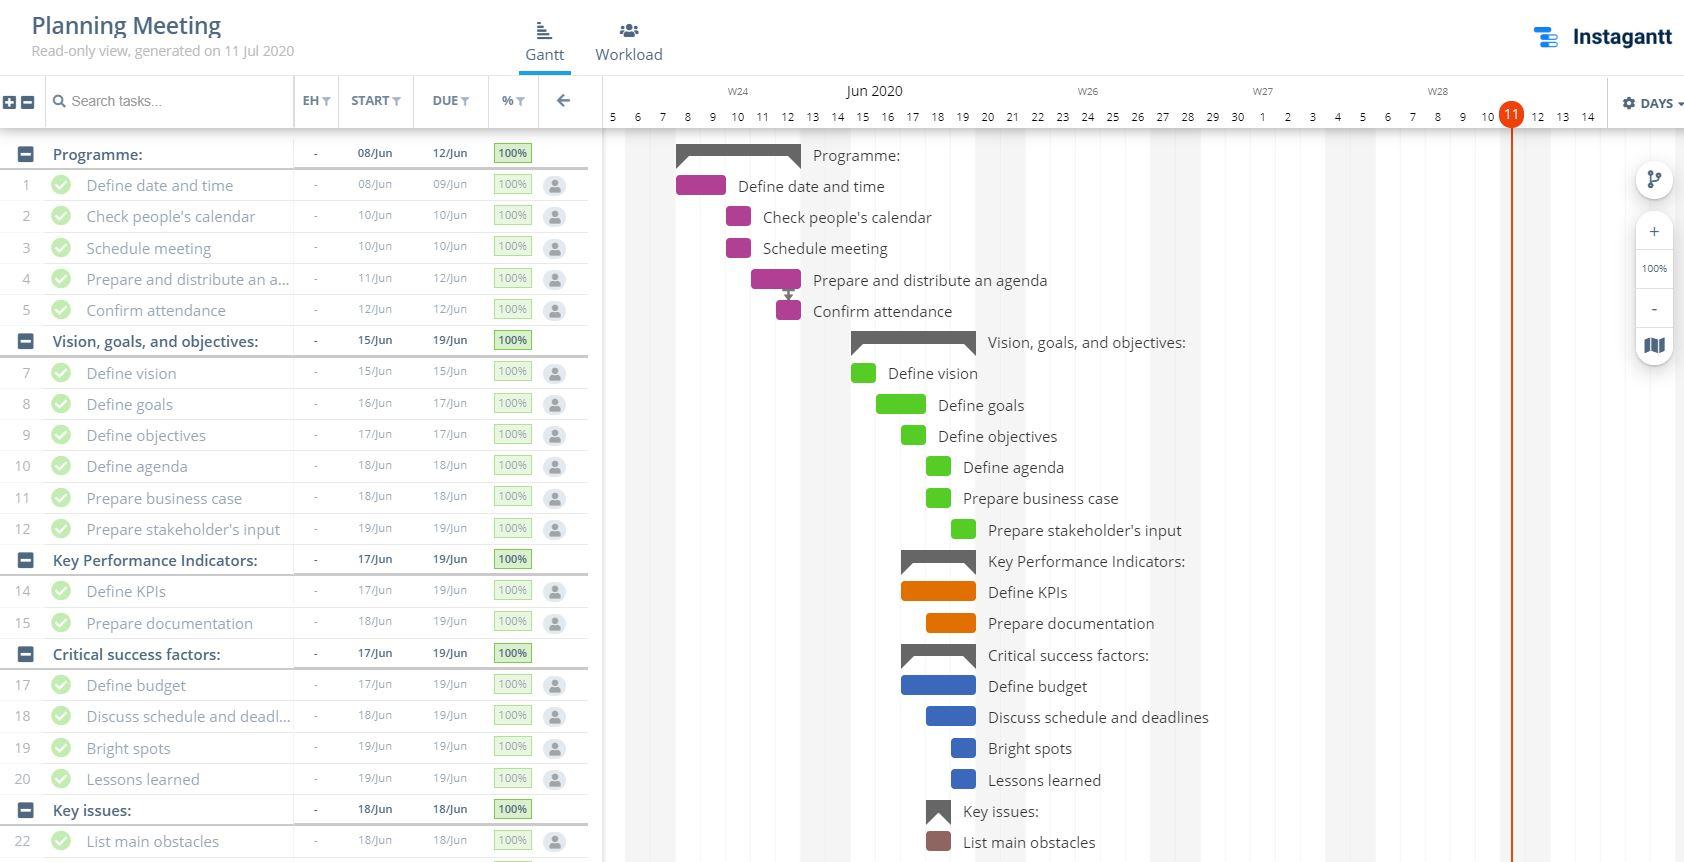 Planning Meeting
Read-only view, generated on 11 Jul 2020
Gantt
Workload
Instagantt
Search tasks...
EH START DUE %
W24 Jun 2020 W26 W27 W28
5 6 7 8 9 10 11 12 13 14 15 16 17 18 19 20 21 22 23 24 25 26 27 28 29 30 1 2 3 4 5 6 7 8 9 10 11 12 13 14
DAYS
Programme: - 08/Jun 12/Jun 100% Programme:
1 Define date and time - 08/Jun 09/Jun 100% Define date and time
2 Check people's calendar - 10/Jun 10/Jun 100% Check people's calendar
3 Schedule meeting - 10/Jun 10/Jun 100% Schedule meeting
4 Prepare and distribute an a... - 11/Jun 12/Jun 100% Prepare and distribute an agenda
5 Confirm attendance - 12/Jun 12/Jun 100% Confirm attendance
Vision, goals, and objectives: - 15/Jun 19/Jun 100% Vision, goals, and objectives:
7 Define vision - 15/Jun 15/Jun 100% Define vision
8 Define goals - 16/Jun 17/Jun 100% Define goals
9 Define objectives - 17/Jun 17/Jun 100% Define objectives
10 Define agenda - 18/Jun 18/Jun 100% Define agenda
11 Prepare business case - 18/Jun 18/Jun 100% Prepare business case
12 Prepare stakeholder's input - 19/Jun 19/Jun 100% Prepare stakeholder's input
Key Performance Indicators: - 17/Jun 19/Jun 100% Key Performance Indicators:
14 Define KPIs - 17/Jun 19/Jun 100% Define KPIs
15 Prepare documentation - 18/Jun 19/Jun 100% Prepare documentation
Critical success factors: - 17/Jun 19/Jun 100% Critical success factors:
17 Define budget - 17/Jun 19/Jun 100% Define budget
18 Discuss schedule and deadl... - 18/Jun 19/Jun 100% Discuss schedule and deadlines
19 Bright spots - 19/Jun 19/Jun 100% Bright spots
20 Lessons learned - 19/Jun 19/Jun 100% Lessons learned
Key issues: - 18/Jun 18/Jun 100% Key issues:
22 List main obstacles - 18/Jun 18/Jun 100% List main obstacles
+
100%
-